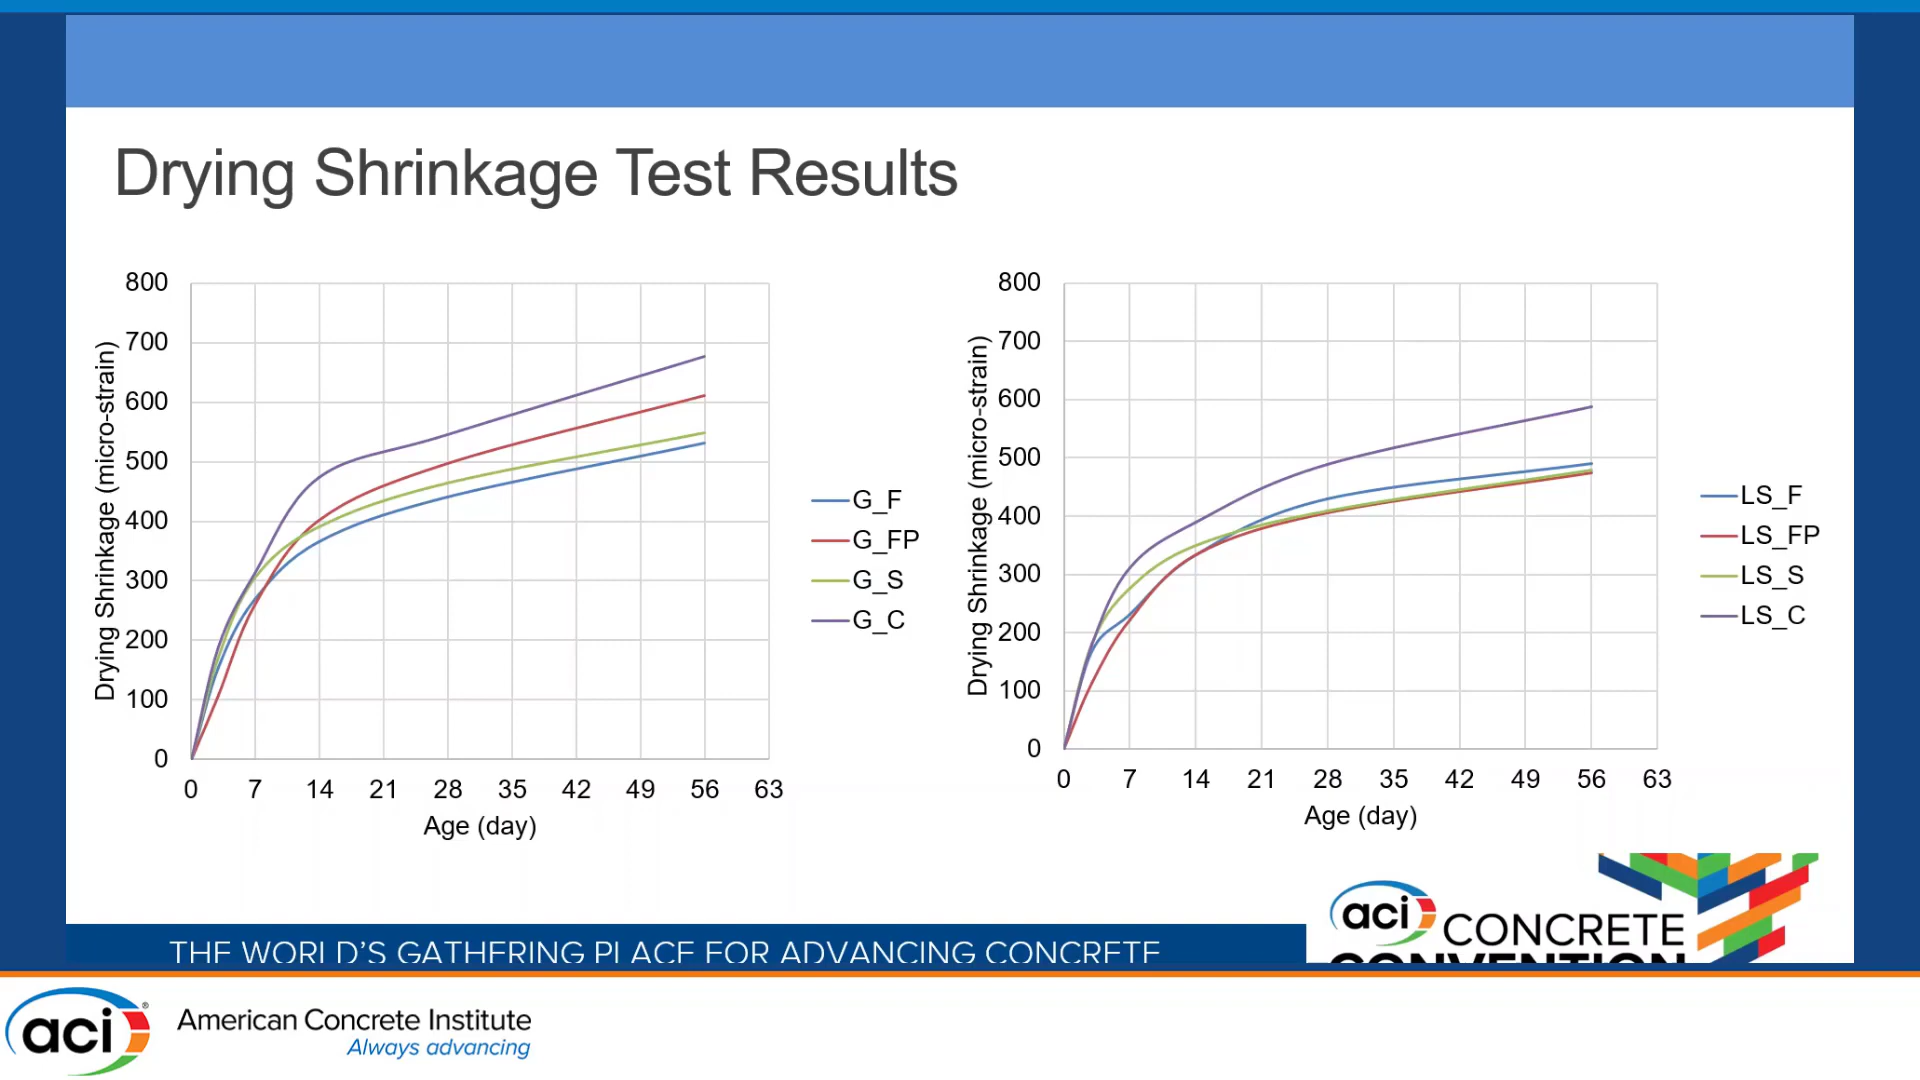 Drying Shrinkage Test Results
800
700
600
500
400
300
200
100
0
Drying Shrinkage (micro-strain)
0 7 14 21 28 35 42 49 56 63
Age (day)
G_F
G_FP
G_S
G_C
800
700
600
500
400
300
200
100
0
Drying Shrinkage (micro-strain)
0 7 14 21 28 35 42 49 56 63
Age (day)
LS_F
LS_FP
LS_S
LS_C
THE WORLD'S GATHERING PLACE FOR ADVANCING CONCRETE
aci CONCRETE
CONVENTION
aci® American Concrete Institute
Always advancing